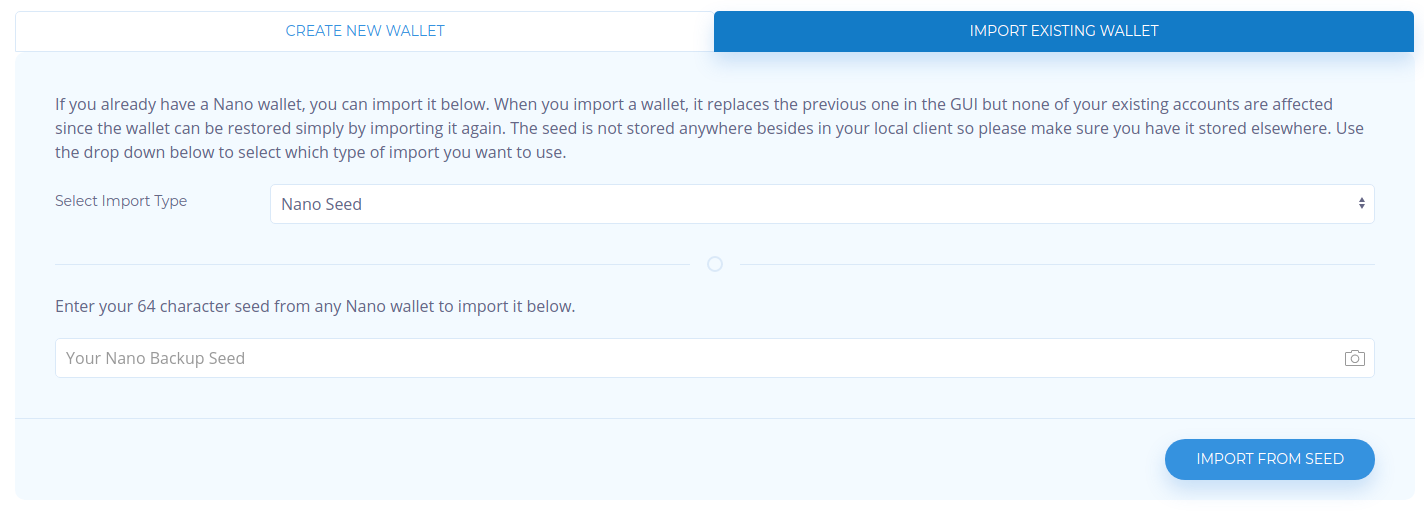 CREATE NEW WALLET
IMPORT EXISTING WALLET
If you already have a Nano wallet, you can import it below. When you import a wallet, it replaces the previous one in the GUI but none of your existing accounts are affected
since the wallet can be restored simply by importing it again. The seed is not stored anywhere besides in your local client so please make sure you have it stored elsewhere. Use
the drop down below to select which type of import you want to use.
Select Import Type
Nano Seed
Enter your 64 character seed from any Nano wallet to import it below.
Your Nano Backup Seed
IMPORT FROM SEED